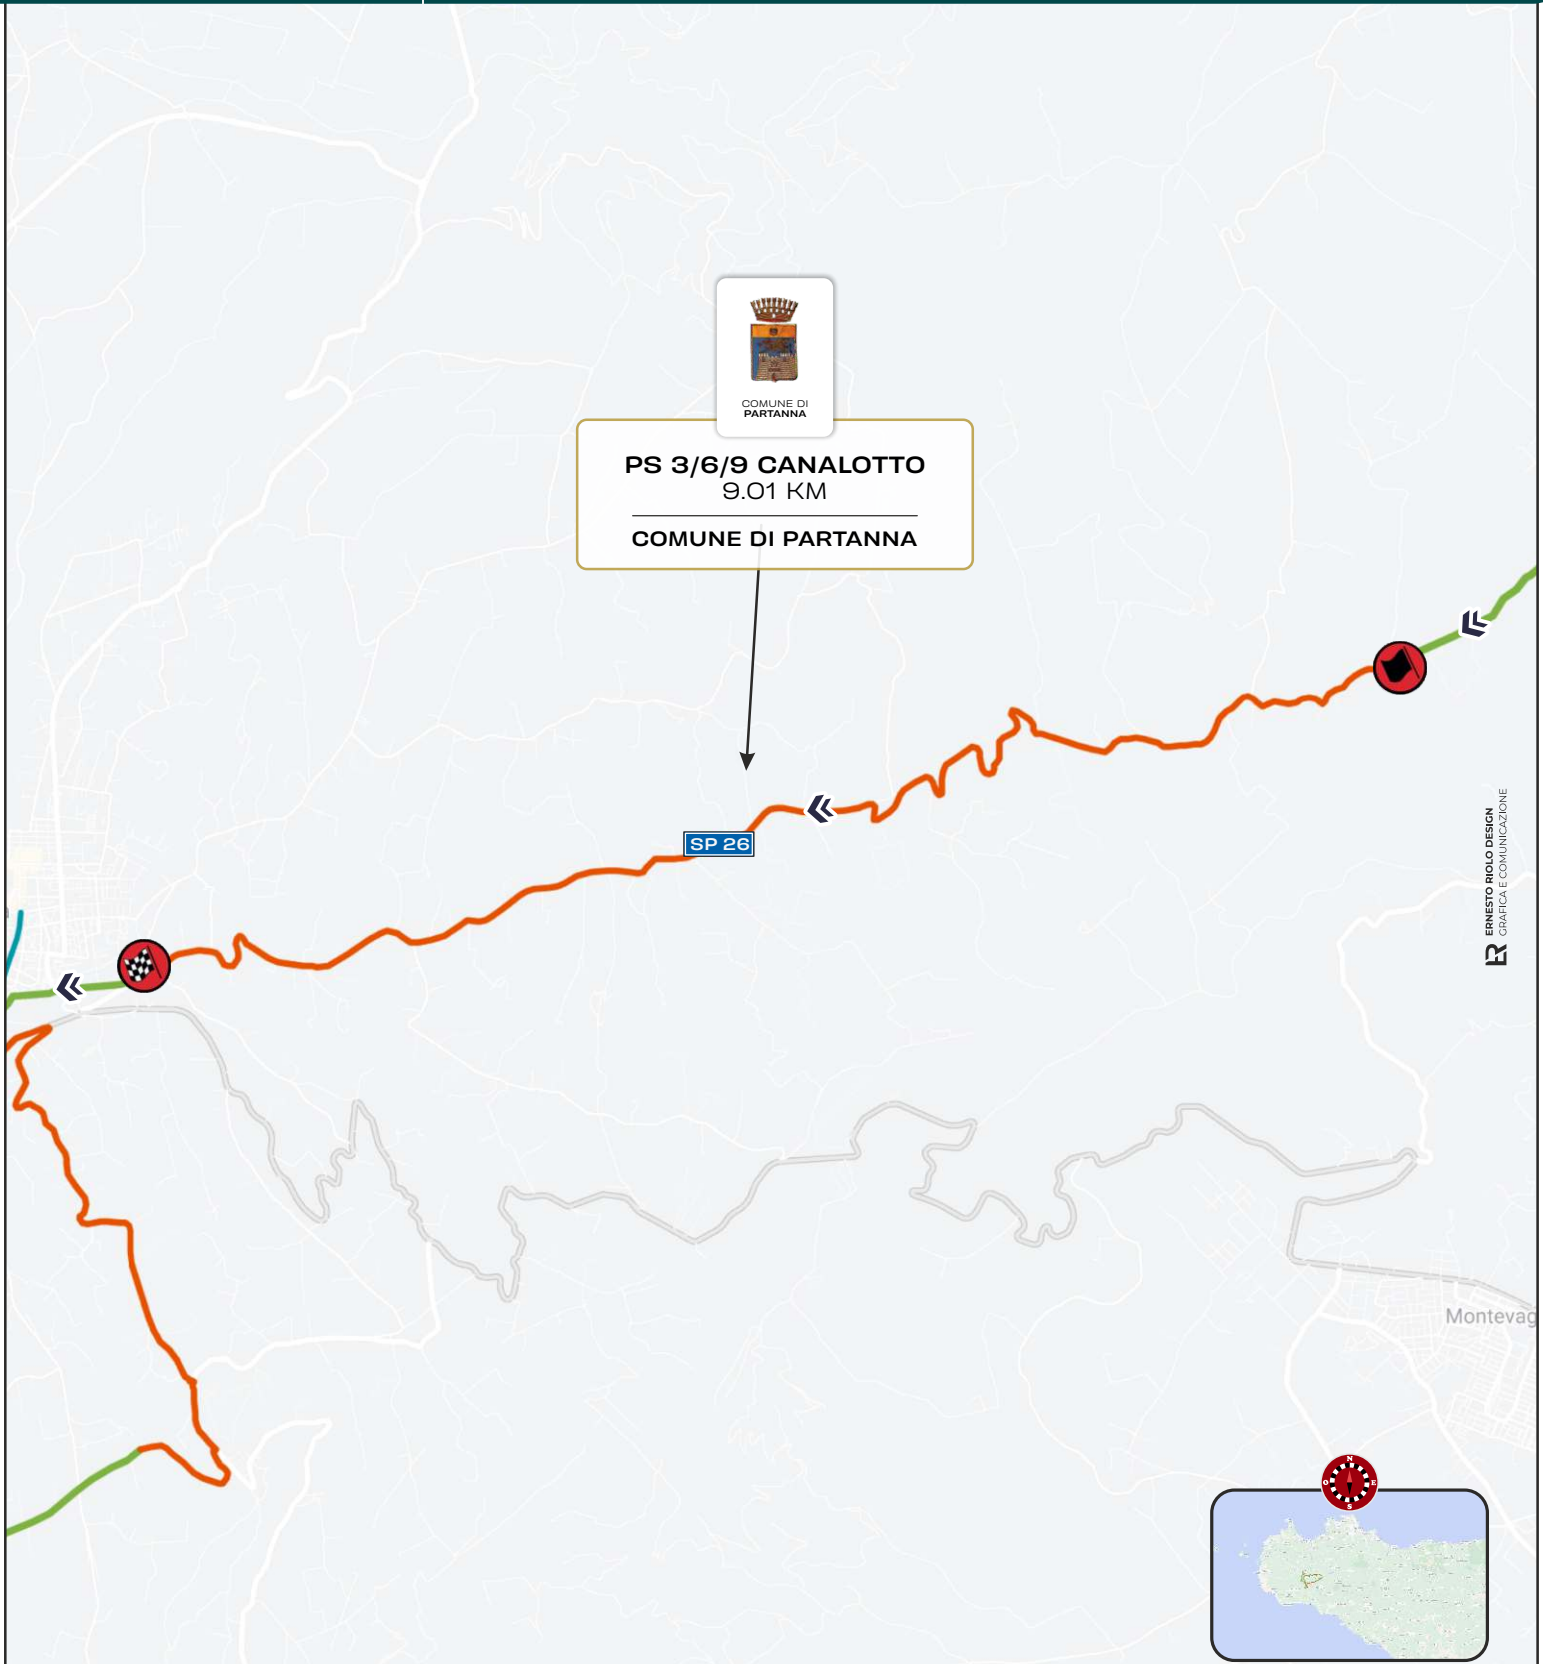 COMUNE DI
PARTANNA
PS 3/6/9 CANALOTTO
9.01 KM
COMUNE DI PARTANNA
SP 26
ERNESTO RIOLO DESIGN
GRAFICA E COMUNICAZIONE
ER
Montevag
N
O
E
S